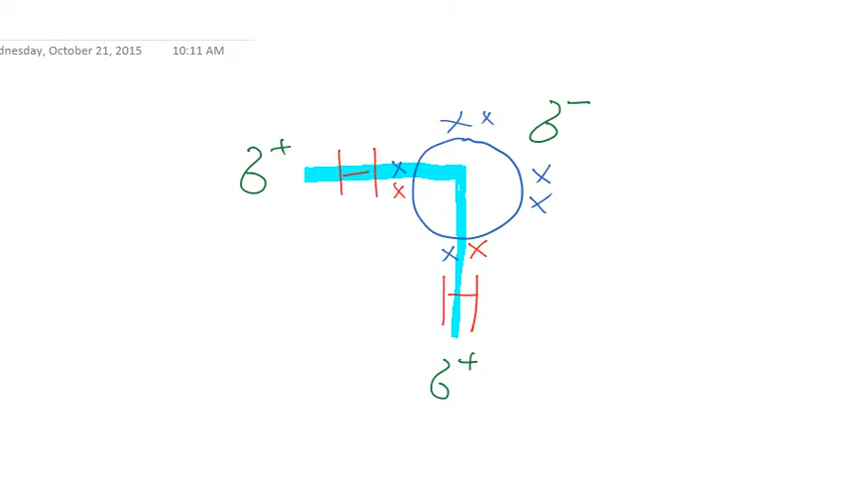 dnesday, October 21, 2015 10:11 AM
x x δ⁻
δ⁺ H x O x
x x
x x
H
δ⁺